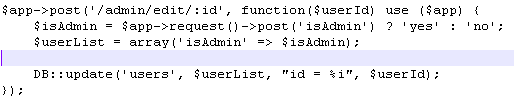 $app->post('/admin/edit/:id', function($userId) use ($app) {
    $isAdmin = $app->request()->post('isAdmin') ? 'yes' : 'no';
    $userList = array('isAdmin' => $isAdmin);
    DB::update('users', $userList, "id = %i", $userId);
});